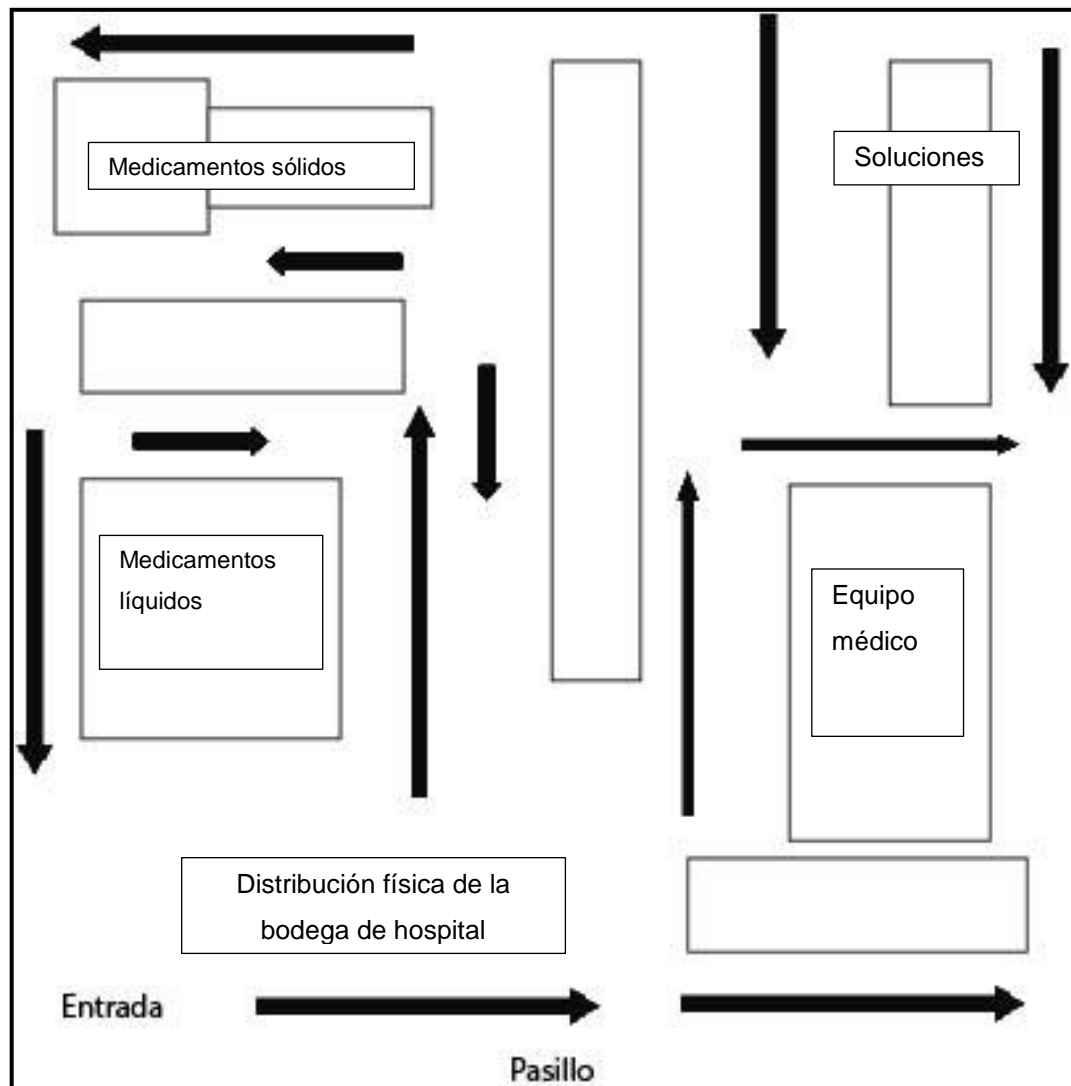 Medicamentos sólidos
Soluciones
Medicamentos
líquidos
Equipo
médico
Distribución física de la
bodega de hospital
Entrada
Pasillo